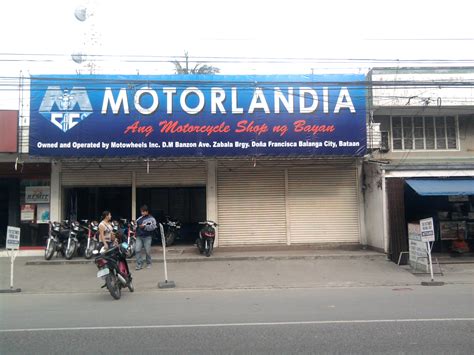 MOTORLANDIA
Ang Motorcycle Shop ng Bayan
Owned and Operated by Motowheels Inc. D.M Banzon Ave. Zabala Brgy. Doña Francisca Balanga City, Bataan
REMIT